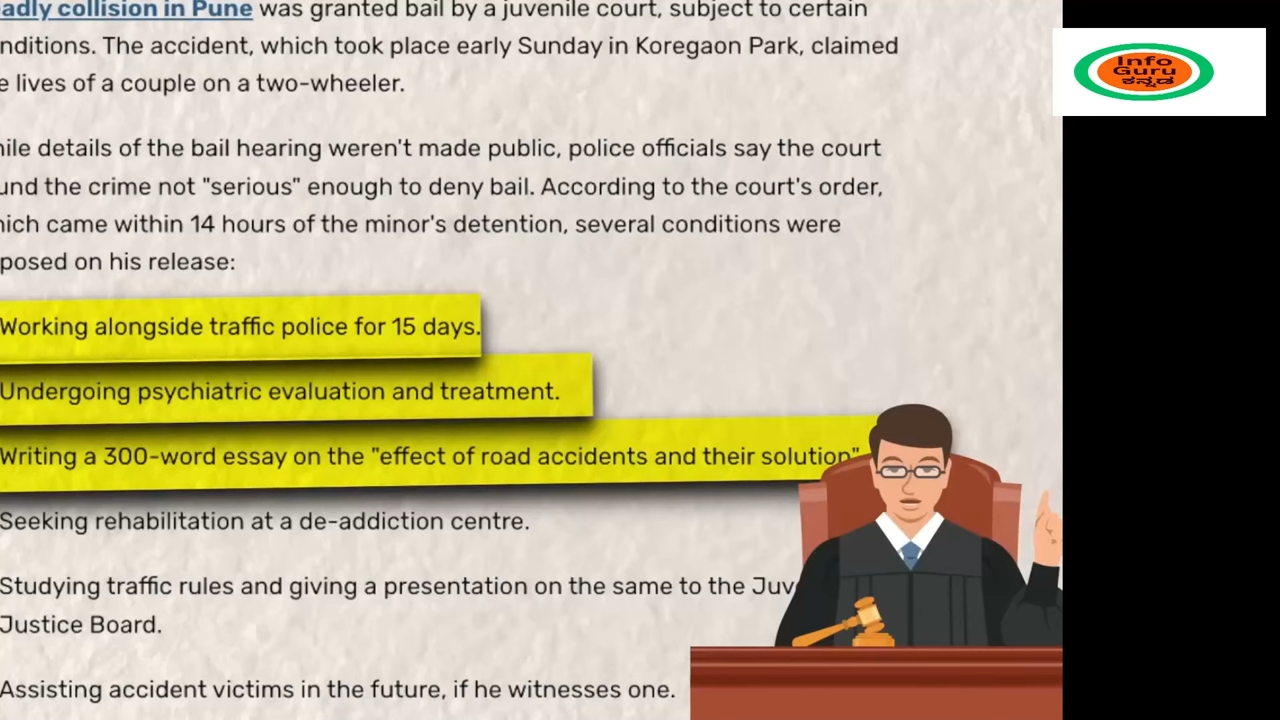 adly collision in Pune was granted bail by a juvenile court, subject to certain
nditions. The accident, which took place early Sunday in Koregaon Park, claimed
e lives of a couple on a two-wheeler.
ile details of the bail hearing weren't made public, police officials say the court
und the crime not "serious" enough to deny bail. According to the court's order,
ich came within 14 hours of the minor's detention, several conditions were
posed on his release:
Working alongside traffic police for 15 days.
Undergoing psychiatric evaluation and treatment.
Writing a 300-word essay on the "effect of road accidents and their solution"
Seeking rehabilitation at a de-addiction centre.
Studying traffic rules and giving a presentation on the same to the Juv
Justice Board.
Assisting accident victims in the future, if he witnesses one.
Info
Guru
ಕನ್ನಡ